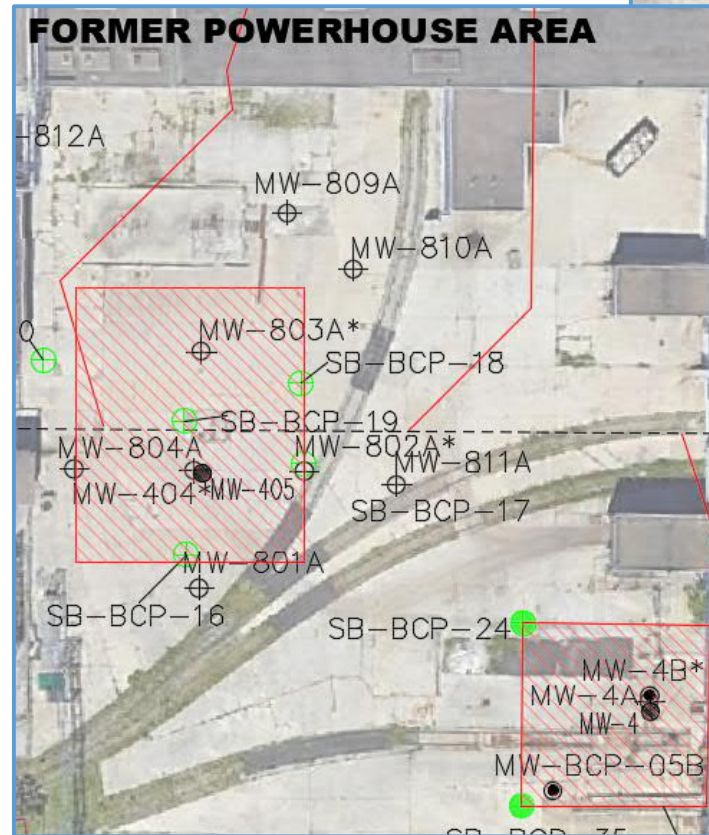 FORMER POWERHOUSE AREA
-812A
MW-809A
MW-810A
MW-803A*
SB-BCP-18
SB-BCP-19
MW-804A
MW-802A*
MW-811A
MW-404*
MW-405
SB-BCP-17
MW-801A
SB-BCP-16
SB-BCP-24
MW-4B*
MW-4A
MW-4
MW-BCP-05B